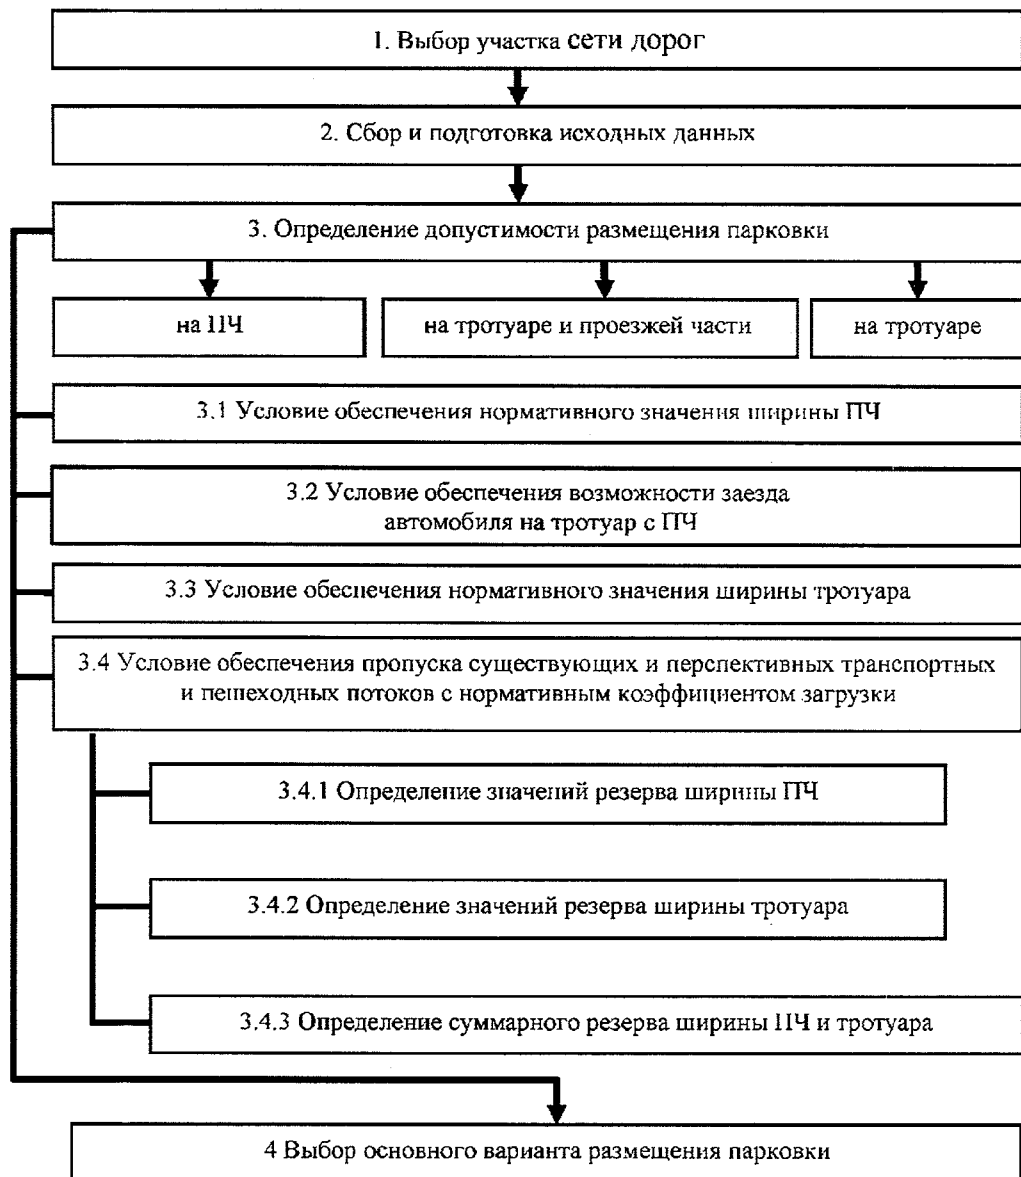 1. Выбор участка сети дорог
2. Сбор и подготовка исходных данных
3. Определение допустимости размещения парковки
на ПЧ
на тротуаре и проезжей части
на тротуаре
3.1 Условие обеспечения нормативного значения ширины ПЧ
3.2 Условие обеспечения возможности заезда
автомобиля на тротуар с ПЧ
3.3 Условие обеспечения нормативного значения ширины тротуара
3.4 Условие обеспечения пропуска существующих и перспективных транспортных
и пешеходных потоков с нормативным коэффициентом загрузки
3.4.1 Определение значений резерва ширины ПЧ
3.4.2 Определение значений резерва ширины тротуара
3.4.3 Определение суммарного резерва ширины ПЧ и тротуара
4 Выбор основного варианта размещения парковки